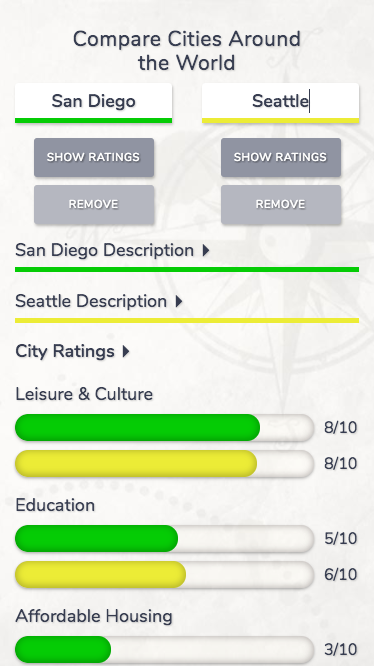 Compare Cities Around
the World
San Diego
Seattle
SHOW RATINGS
SHOW RATINGS
REMOVE
REMOVE
San Diego Description
Seattle Description
City Ratings
Leisure & Culture
8/10
8/10
Education
5/10
6/10
Affordable Housing
3/10